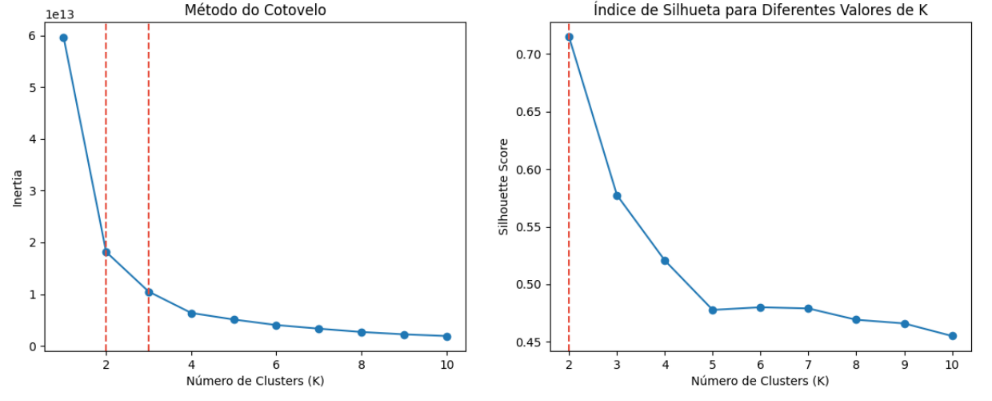 Método do Cotovelo
1e13
6
5
4
3
2
1
0
Inertia
2 4 6 8 10
Número de Clusters (K)
Índice de Silhueta para Diferentes Valores de K
0.70
0.65
0.60
0.55
0.50
0.45
Silhouette Score
2 3 4 5 6 7 8 9 10
Número de Clusters (K)